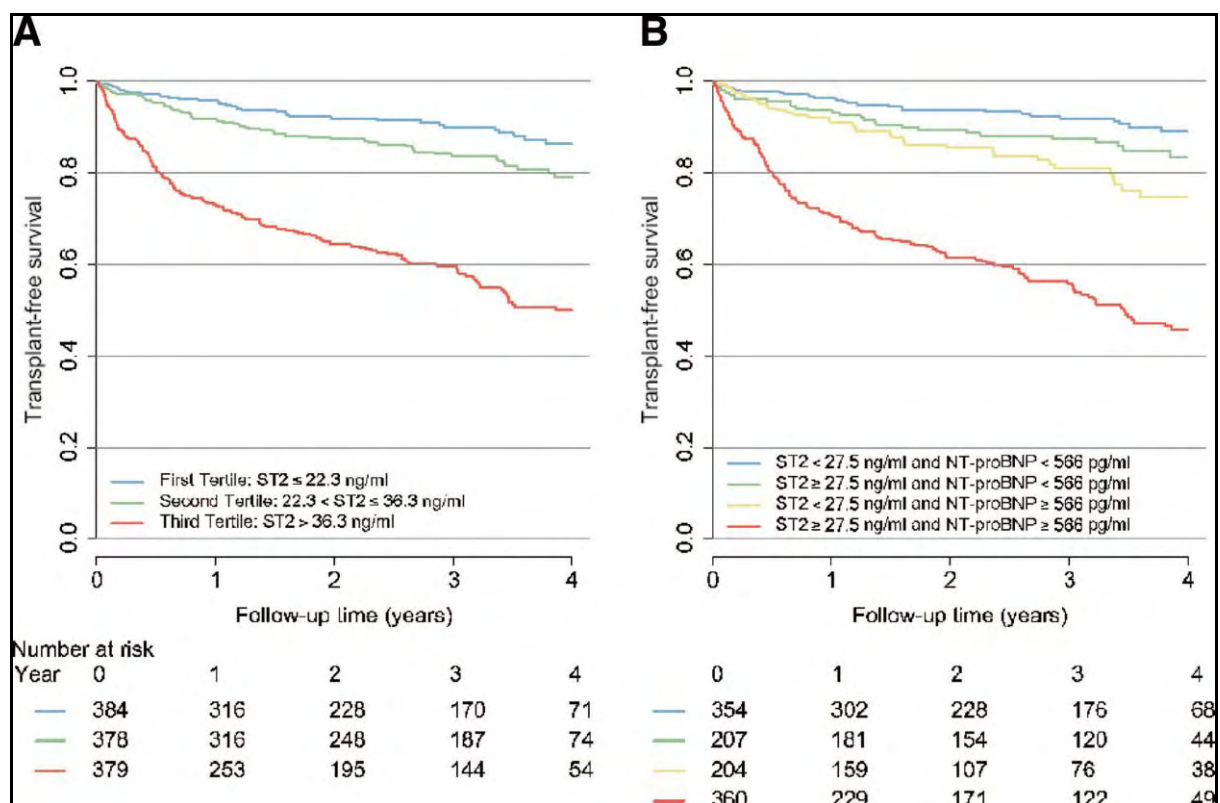 A
B
1.0
0.8
0.6
0.4
0.2
0.0
Transplant-free survival
First Tertile: ST2 ≤ 22.3 ng/ml
Second Tertile: 22.3 < ST2 ≤ 36.3 ng/ml
Third Tertile: ST2 > 36.3 ng/ml
0 1 2 3 4
Follow-up time (years)
1.0
0.8
0.6
0.4
0.2
0.0
Transplant-free survival
ST2 < 27.5 ng/ml and NT-proBNP < 566 pg/ml
ST2 ≥ 27.5 ng/ml and NT-proBNP < 566 pg/ml
ST2 < 27.5 ng/ml and NT-proBNP ≥ 566 pg/ml
ST2 ≥ 27.5 ng/ml and NT-proBNP ≥ 566 pg/ml
0 1 2 3 4
Follow-up time (years)
Number at risk
Year 0 1 2 3 4
384 316 228 170 71
378 316 248 187 74
379 253 195 144 54
0 1 2 3 4
354 302 228 176 68
207 181 154 120 44
204 159 107 76 38
360 229 171 122 49